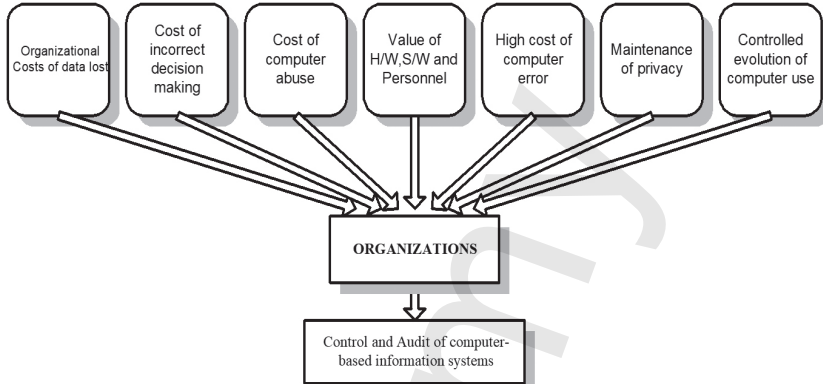 Organizational
Costs of data lost
Cost of
incorrect
decision
making
Cost of
computer
abuse
Value of
H/W,S/W and
Personnel
High cost of
computer
error
Maintenance
of privacy
Controlled
evolution of
computer use
ORGANIZATIONS
Control and Audit of computer-
based information systems
my